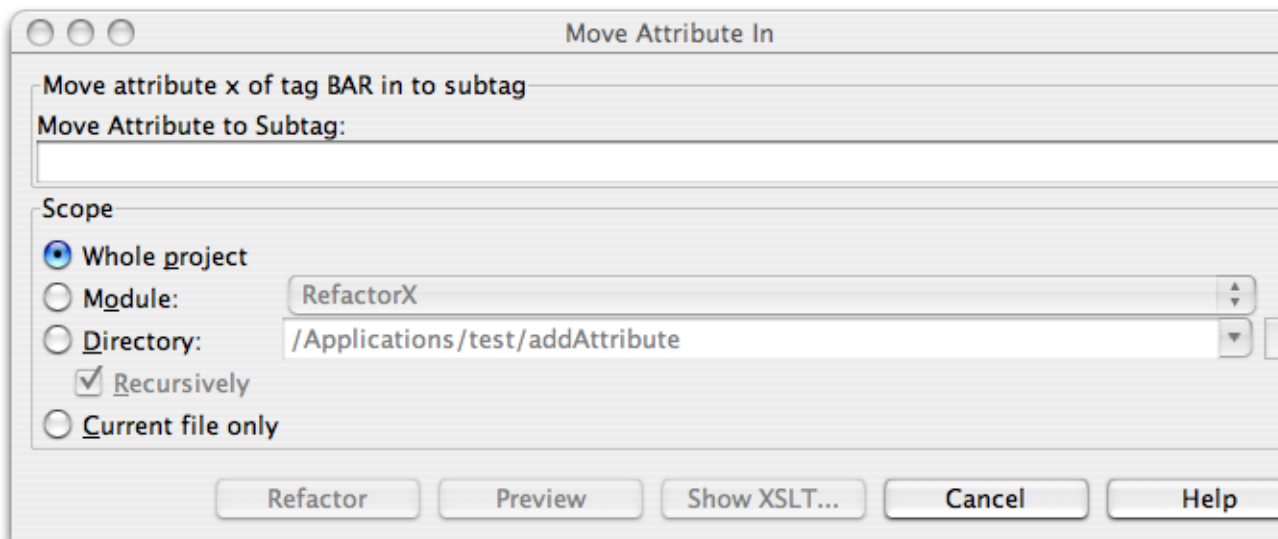 Move Attribute In
Move attribute x of tag BAR in to subtag
Move Attribute to Subtag:
Scope
Whole project
Module: RefactorX
Directory: /Applications/test/addAttribute
Recursively
Current file only
Refactor Preview Show XSLT... Cancel Help